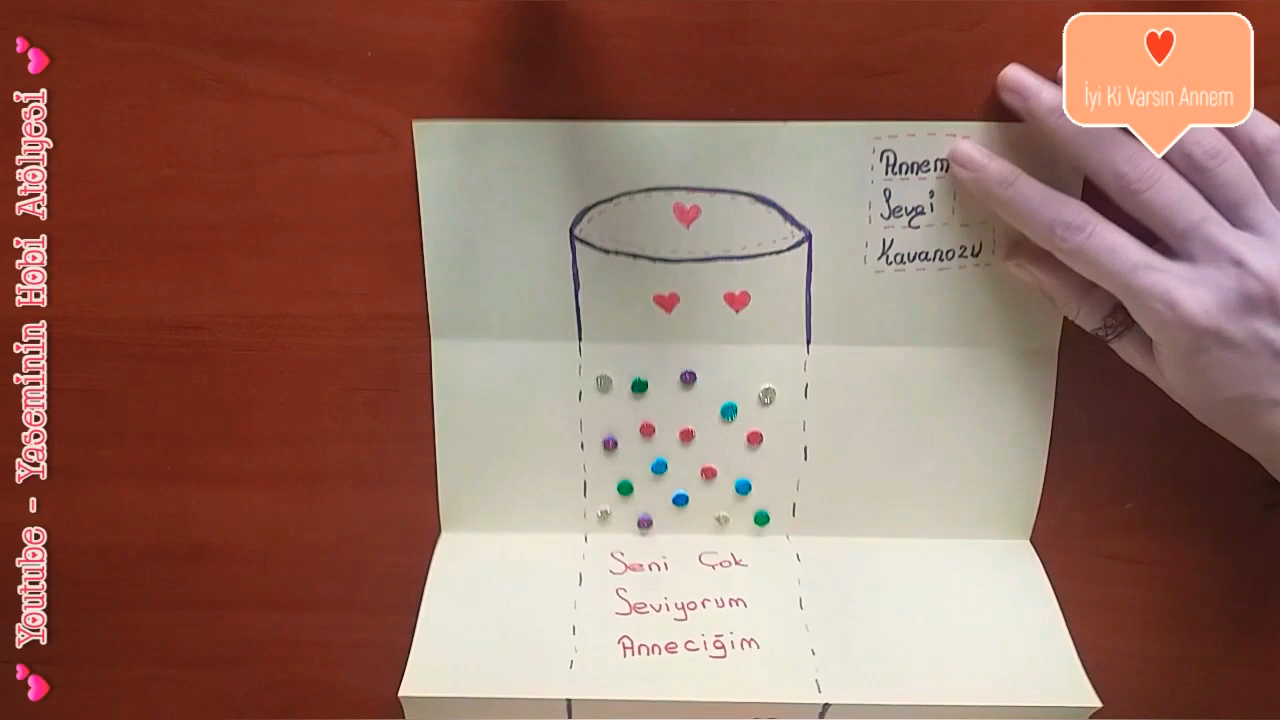 Youtube - Yaseminin Hobi Atölyesi
İyi Ki Varsın Annem
Annem
Sevgi
Kavanozu
Seni Çok
Seviyorum
Anneciğim